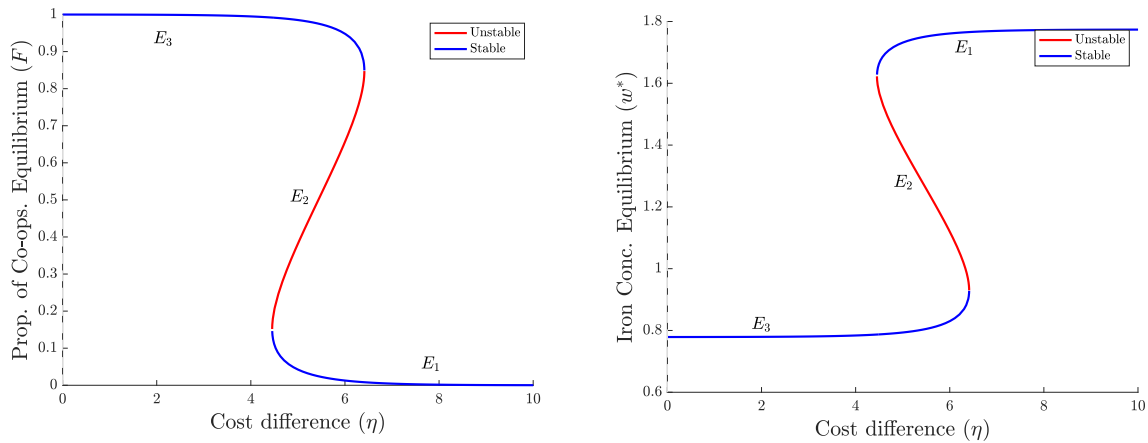 Prop. of Co-ops. Equilibrium (F)
1
0.9
0.8
0.7
0.6
0.5
0.4
0.3
0.2
0.1
0
0 2 4 6 8 10
Cost difference (η)
E₃
E₂
E₁
Unstable
Stable
Iron Conc. Equilibrium (w*)
1.8
1.6
1.4
1.2
1
0.8
0.6
0 2 4 6 8 10
Cost difference (η)
E₁
E₂
E₃
Unstable
Stable